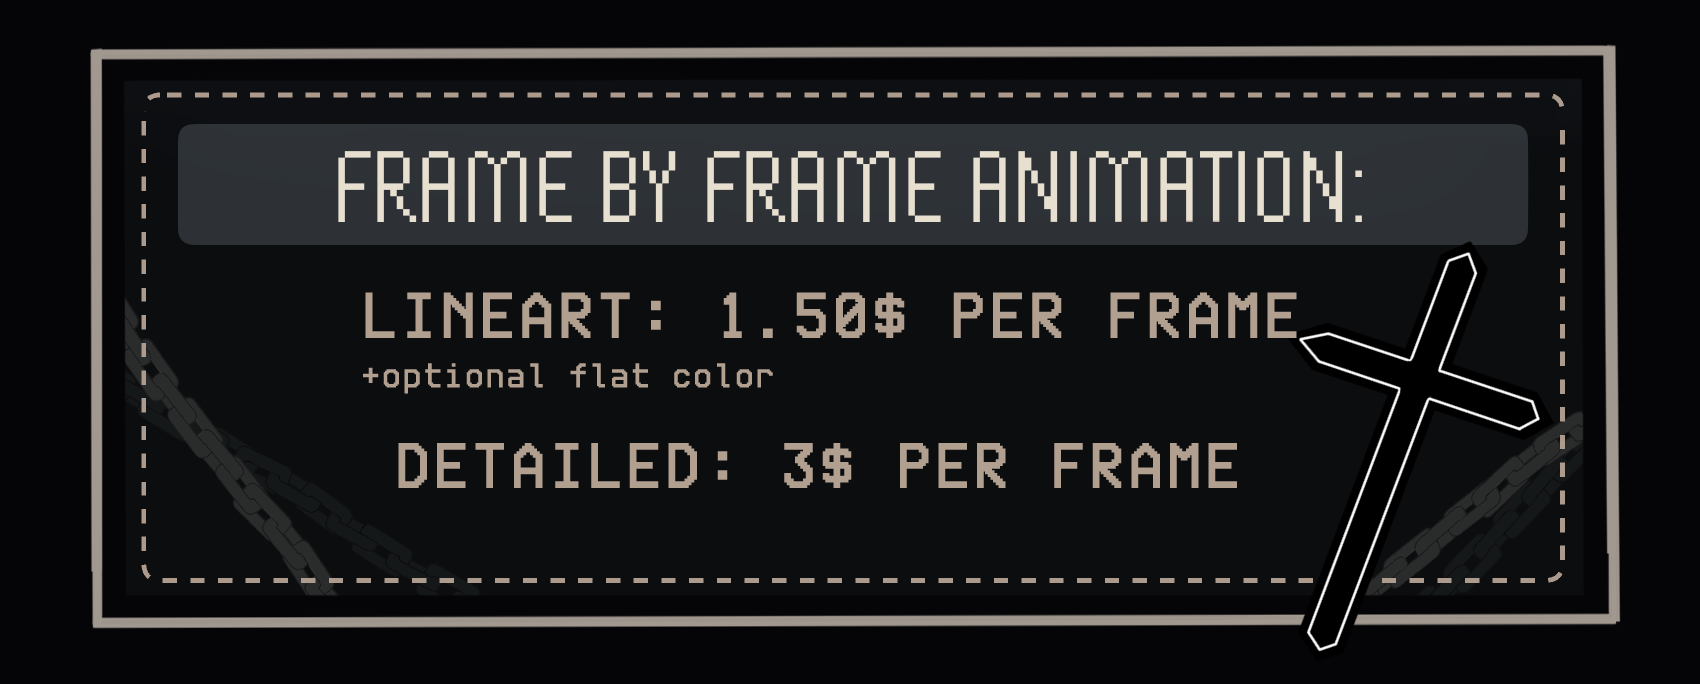 FRAME BY FRAME ANIMATION:
LINEART: 1.50$ PER FRAME
+optional flat color
DETAILED: 3$ PER FRAME